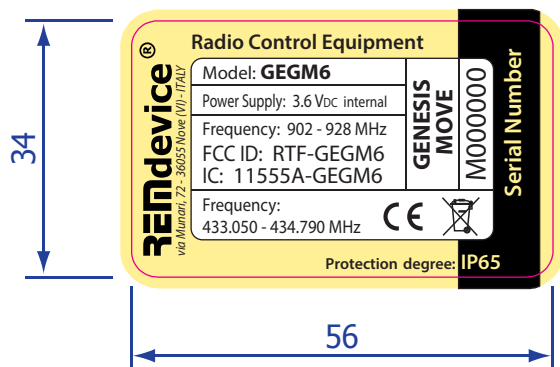 34
REMdevice®
via Munari, 72 - 36055 Nove (VI) - ITALY
Radio Control Equipment
Model: GEGM6
Power Supply: 3.6 VDC internal
Frequency: 902 - 928 MHz
FCC ID: RTF-GEGM6
IC: 11555A-GEGM6
Frequency:
433.050 - 434.790 MHz
CE
GENESIS
MOVE
M000000
Serial Number
Protection degree: IP65
56